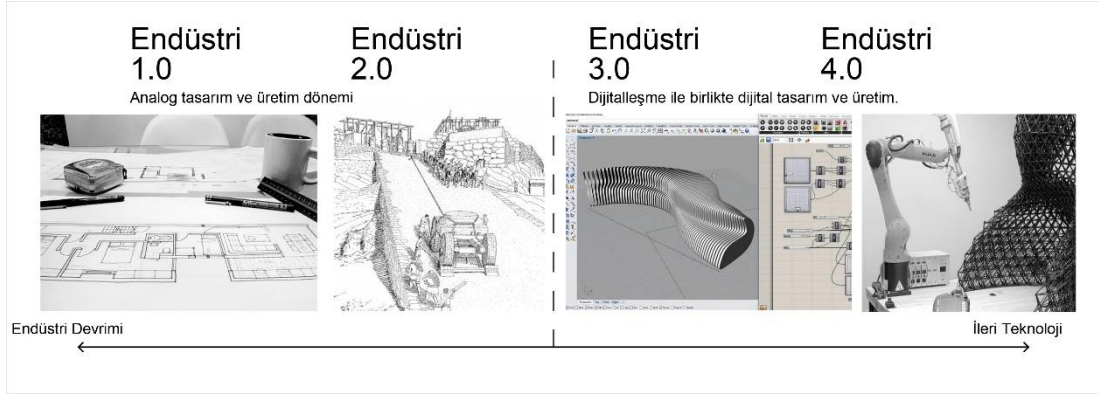 Endüstri
1.0
Endüstri
2.0
Endüstri
3.0
Endüstri
4.0
Analog tasarım ve üretim dönemi
Dijitalleşme ile birlikte dijital tasarım ve üretim.
Endüstri Devrimi
İleri Teknoloji